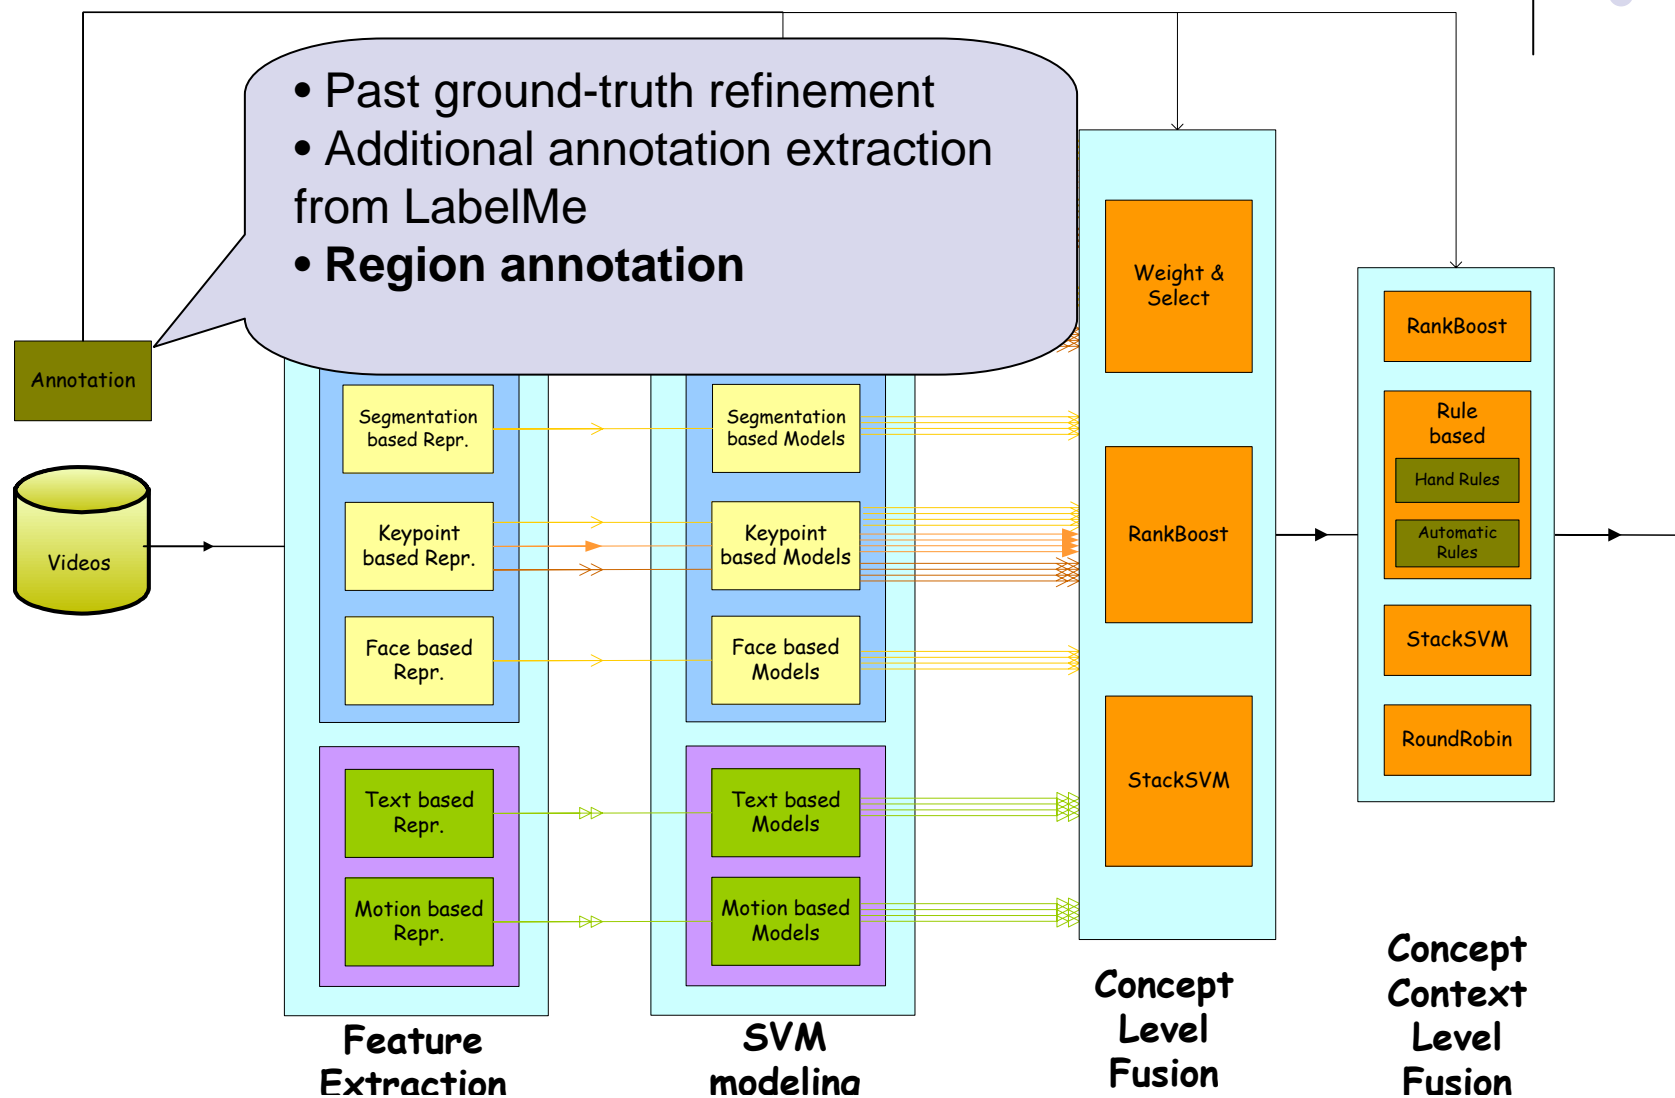 • Past ground-truth refinement
• Additional annotation extraction
from LabelMe
• Region annotation
Annotation
Videos
Segmentation
based Repr.
Keypoint
based Repr.
Face based
Repr.
Text based
Repr.
Motion based
Repr.
Feature
Extraction
Segmentation
based Models
Keypoint
based Models
Face based
Models
Text based
Models
Motion based
Models
SVM
modeling
Weight &
Select
RankBoost
StackSVM
Concept
Level
Fusion
RankBoost
Rule
based
Hand Rules
Automatic
Rules
StackSVM
RoundRobin
Concept
Context
Level
Fusion